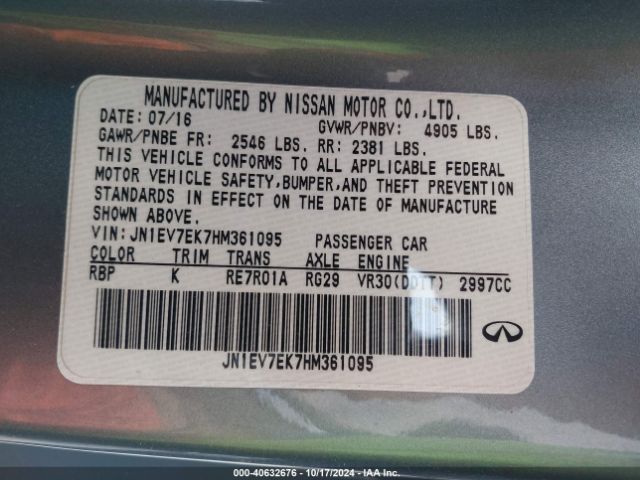 MANUFACTURED BY NISSAN MOTOR CO.,LTD.
DATE: 07/16 GVWR/PNBV: 4905 LBS.
GAWR/PNBE FR: 2546 LBS. RR: 2381 LBS.
THIS VEHICLE CONFORMS TO ALL APPLICABLE FEDERAL
MOTOR VEHICLE SAFETY,BUMPER,AND THEFT PREVENTION
STANDARDS IN EFFECT ON THE DATE OF MANUFACTURE
SHOWN ABOVE.
VIN:JN1EV7EK7HM361095 PASSENGER CAR
COLOR TRIM TRANS AXLE ENGINE
RBP K RE7R01A RG29 VR30(DDTT) 2997CC
JN1EV7EK7HM361095
000-40632676 - 10/17/2024 - IAA Inc.